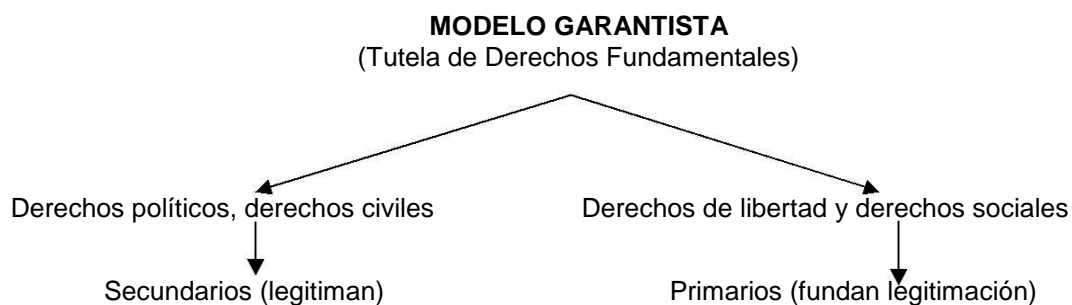 MODELO GARANTISTA
(Tutela de Derechos Fundamentales)
Derechos políticos, derechos civiles
Derechos de libertad y derechos sociales
Secundarios (legitiman)
Primarios (fundan legitimación)